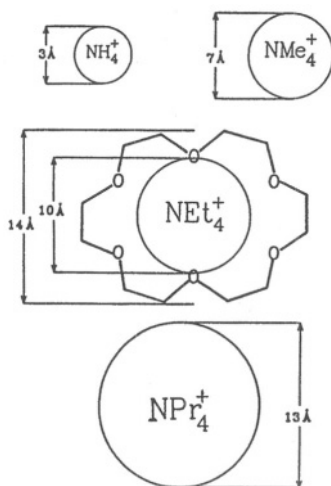 3Å NH₄⁺
7Å NMe₄⁺
O
O O
14Å 10Å NEt₄⁺
O O
O
NPr₄⁺ 13Å